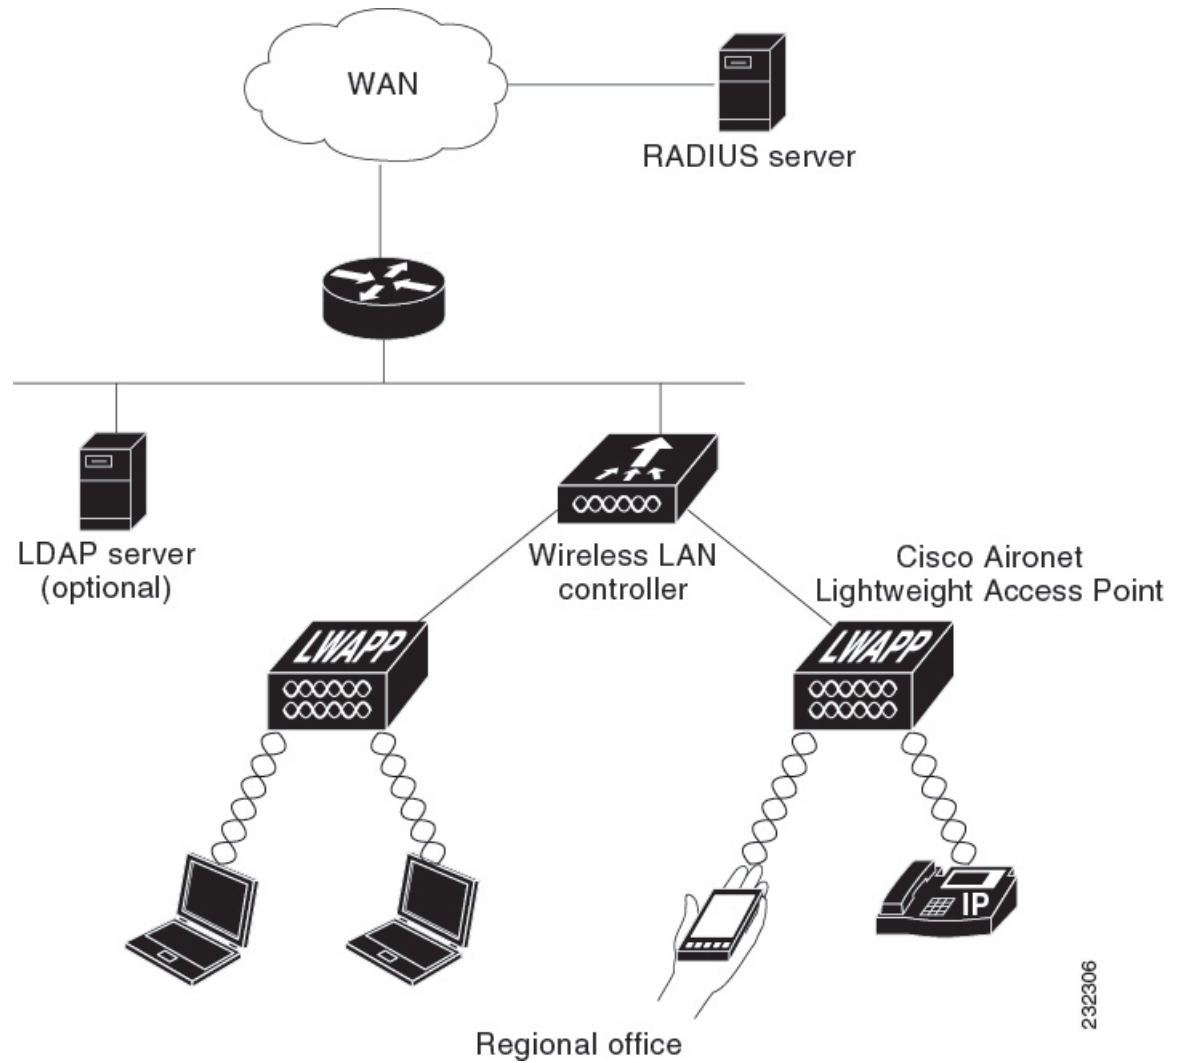 WAN
RADIUS server
LDAP server
(optional)
Wireless LAN
controller
Cisco Aironet
Lightweight Access Point
LWAPP
LWAPP
IP
232306
Regional office